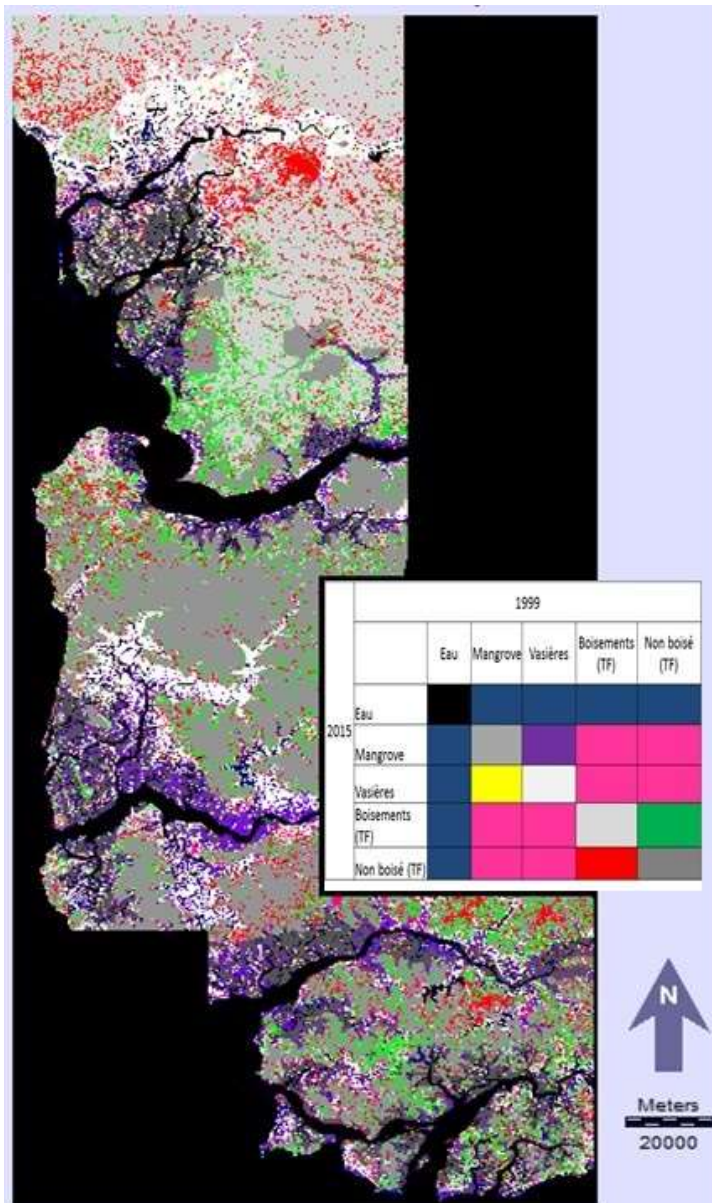 1999
Eau Mangrove Vasières Boisements (TF) Non boisé (TF)
2015
Eau
Mangrove
Vasières
Boisements (TF)
Non boisé (TF)
N
Meters
20000